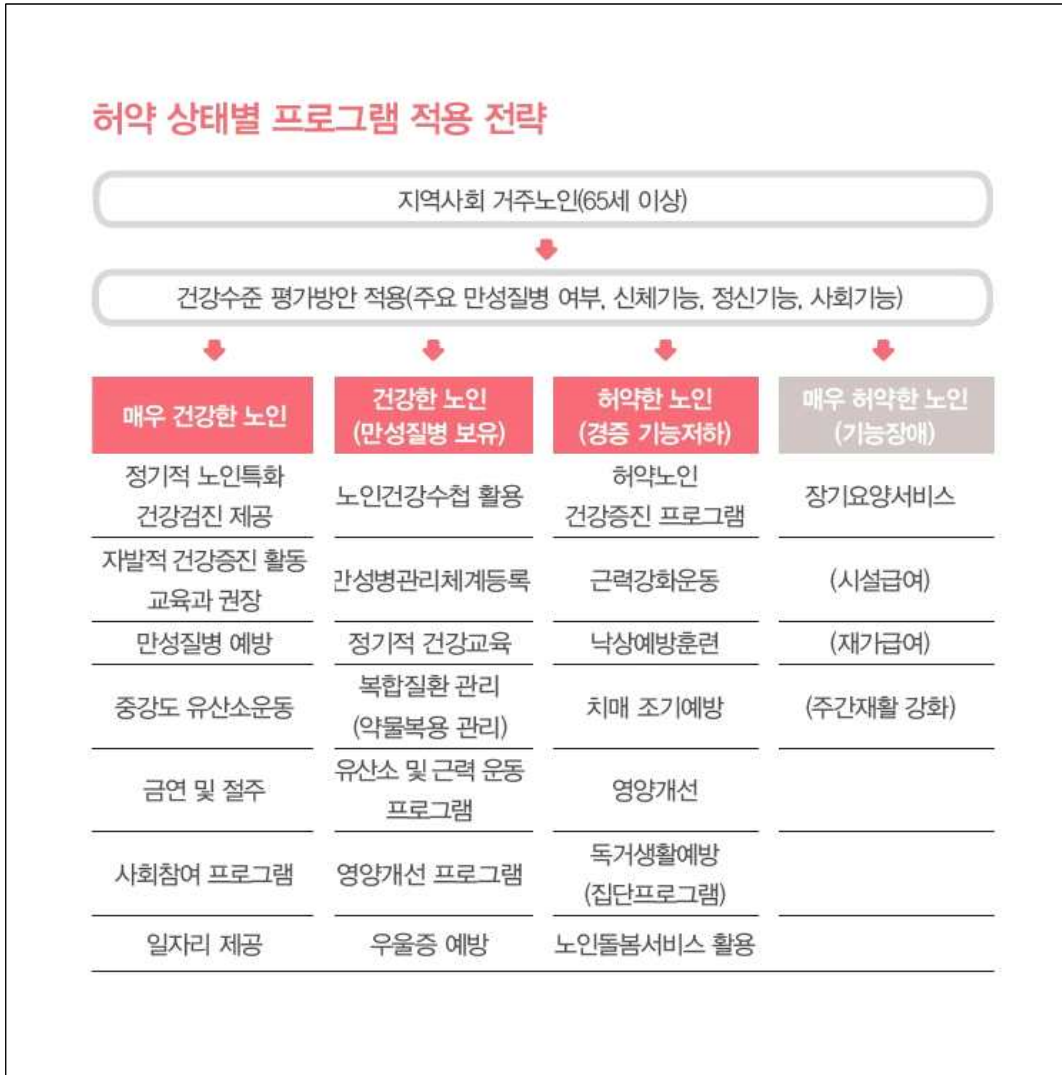 허약 상태별 프로그램 적용 전략
지역사회 거주노인(65세 이상)
건강수준 평가방안 적용(주요 만성질병 여부, 신체기능, 정신기능, 사회기능)
매우 건강한 노인
정기적 노인특화
건강검진 제공
자발적 건강증진 활동
교육과 권장
만성질병 예방
중강도 유산소운동
금연 및 절주
사회참여 프로그램
일자리 제공
건강한 노인
(만성질병 보유)
노인건강수첩 활용
만성병관리체계등록
정기적 건강교육
복합질환 관리
(약물복용 관리)
유산소 및 근력 운동
프로그램
영양개선 프로그램
우울증 예방
허약한 노인
(경증 기능저하)
허약노인
건강증진 프로그램
근력강화운동
낙상예방훈련
치매 조기예방
영양개선
독거생활예방
(집단프로그램)
노인돌봄서비스 활용
매우 허약한 노인
(기능장애)
장기요양서비스
(시설급여)
(재가급여)
(주간재활 강화)